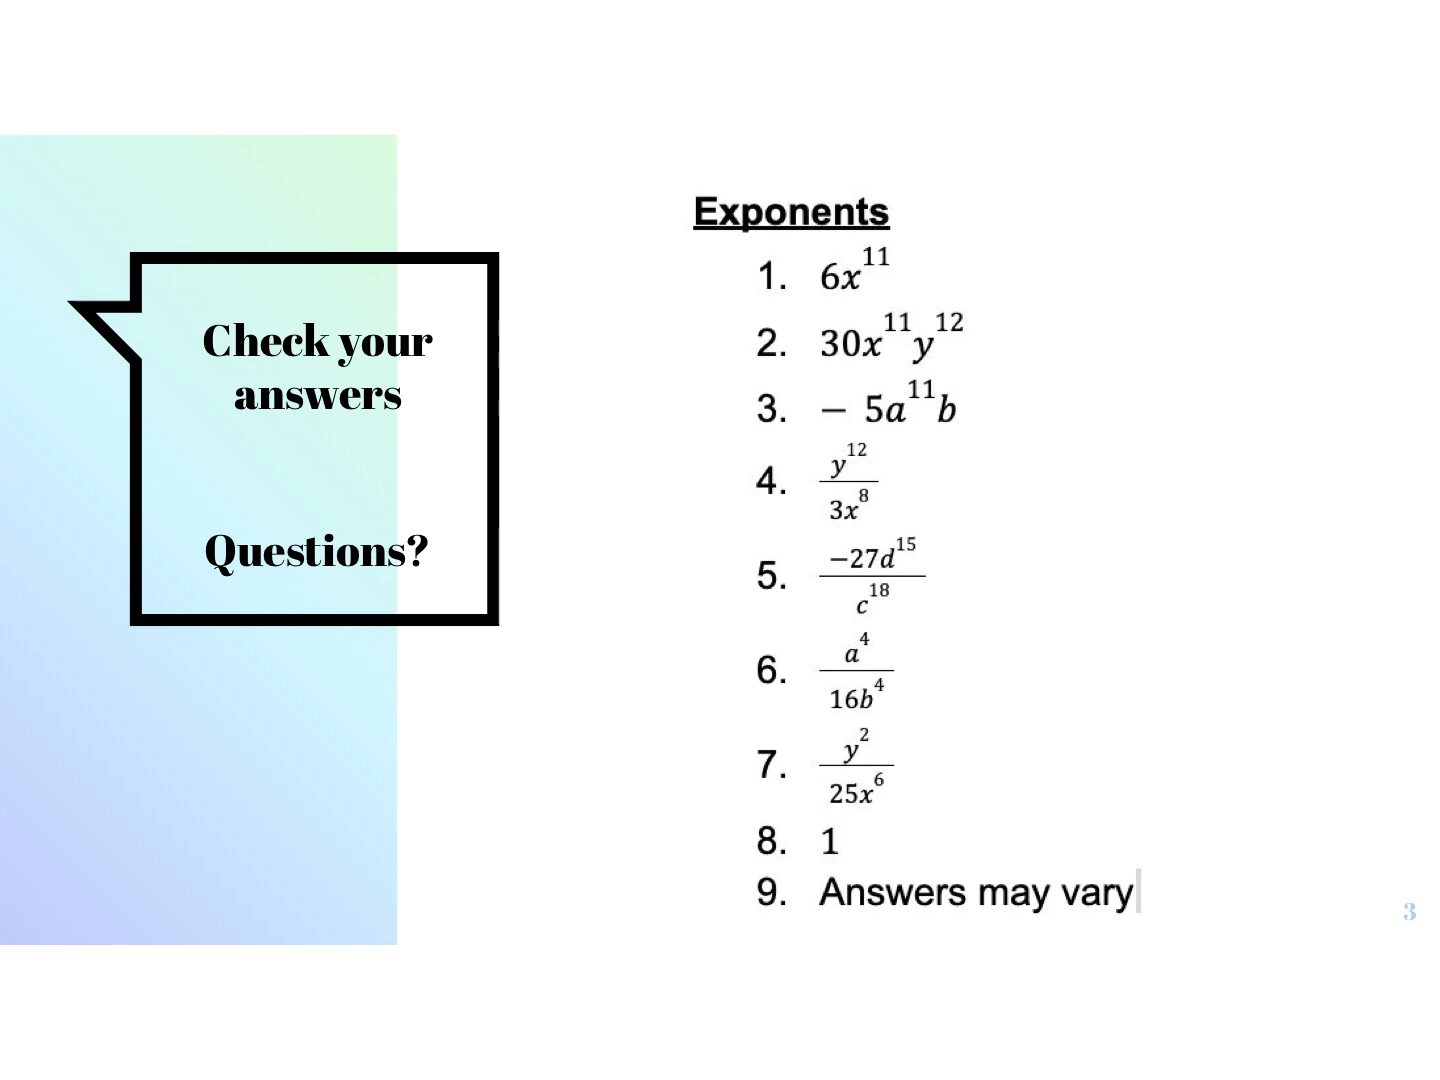 Check your
answers
Questions?
Exponents
1. 6x^11
2. 30x^11 y^12
3. − 5a^11 b
4. y^12 / 3x^8
5. −27d^15 / c^18
6. a^4 / 16b^4
7. y^2 / 25x^6
8. 1
9. Answers may vary
3